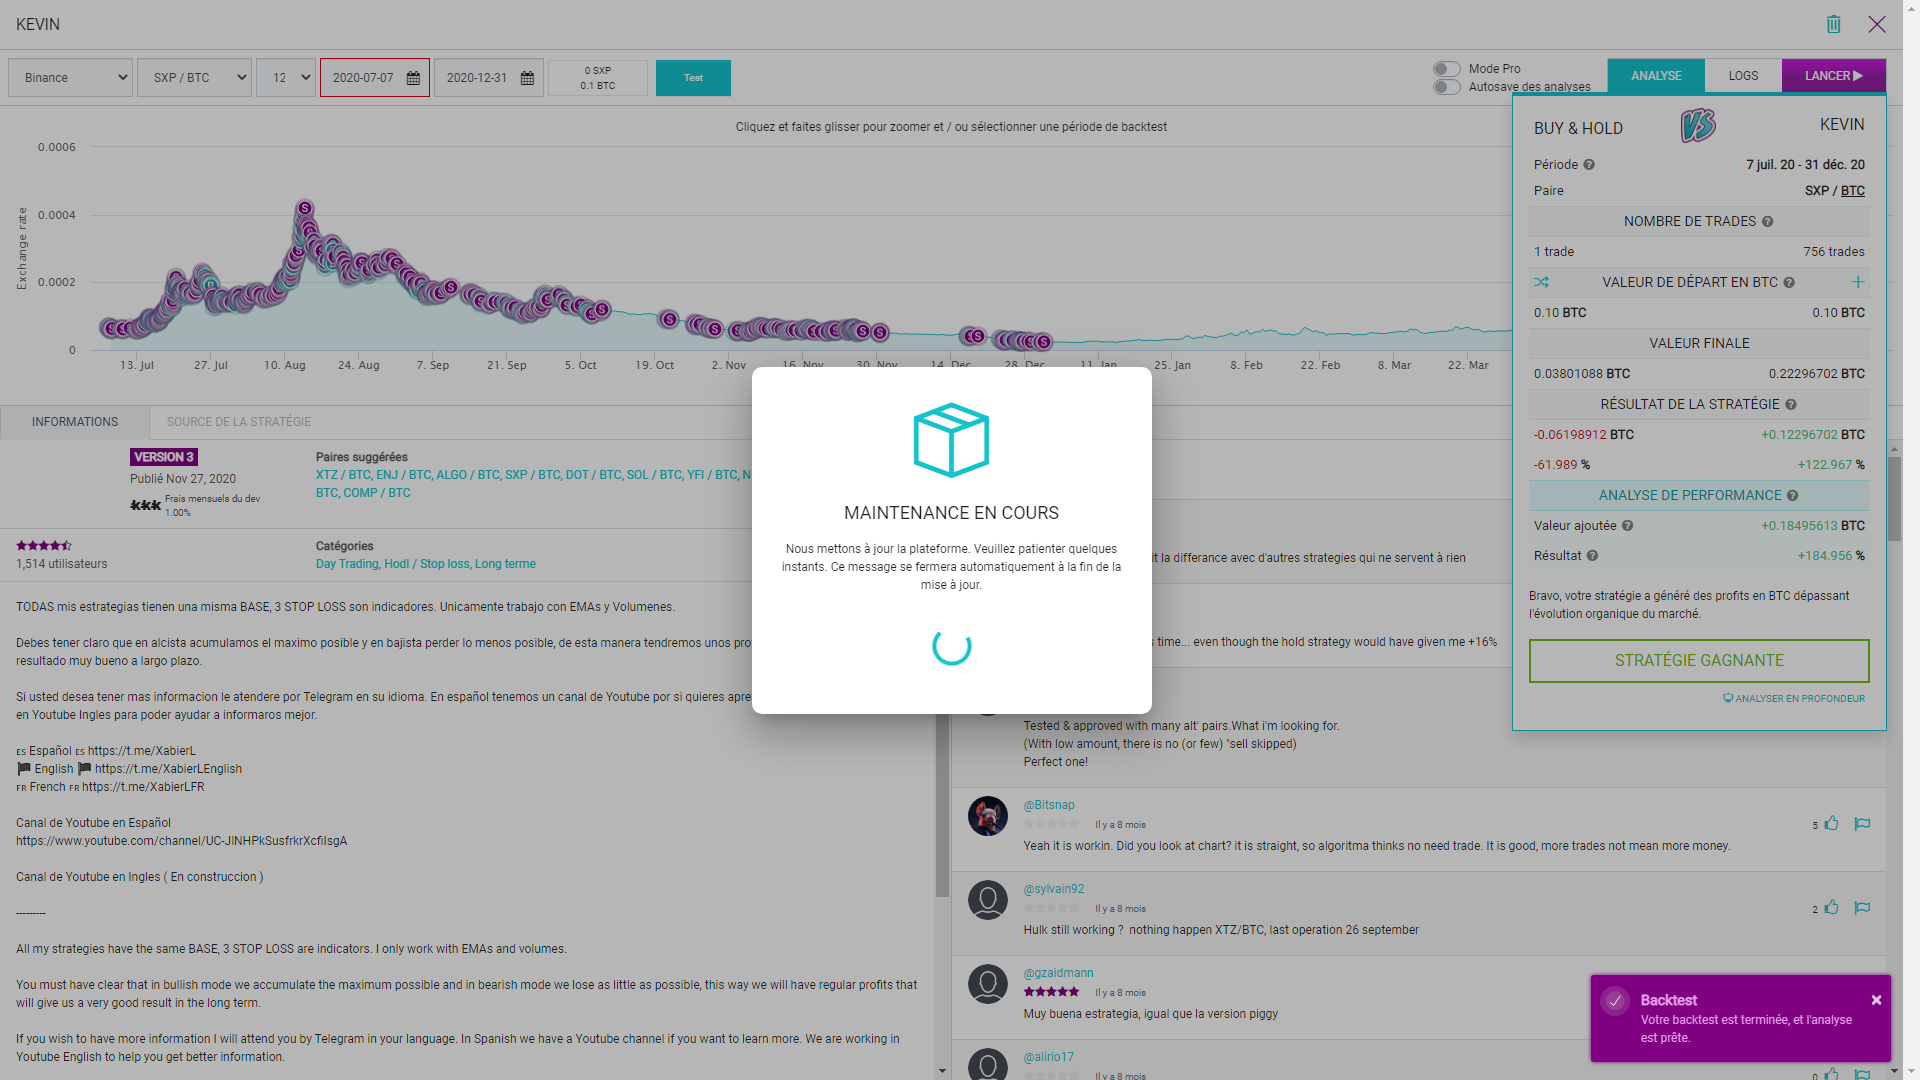 KEVIN
Binance
SXP / BTC
12
2020-07-07
2020-12-31
0 SXP
0.1 BTC
Test
Mode Pro
Autosave des analyses
ANALYSE
LOGS
LANCER
Cliquez et faites glisser pour zoomer et / ou sélectionner une période de backtest
Exchange rate
0.0006
0.0004
0.0002
0
13. Jul
27. Jul
10. Aug
24. Aug
7. Sep
21. Sep
5. Oct
19. Oct
2. Nov
16. Nov
30. Nov
14. Dec
28. Dec
11. Jan
25. Jan
8. Feb
22. Feb
8. Mar
22. Mar
BUY & HOLD
VS
KEVIN
Période
7 juil. 20 - 31 déc. 20
Paire
SXP / BTC
NOMBRE DE TRADES
1 trade
756 trades
VALEUR DE DÉPART EN BTC
0.10 BTC
0.10 BTC
VALEUR FINALE
0.03801088 BTC
0.22296702 BTC
RÉSULTAT DE LA STRATÉGIE
-0.06198912 BTC
+0.12296702 BTC
-61.989 %
+122.967 %
ANALYSE DE PERFORMANCE
Valeur ajoutée
+0.18495613 BTC
Résultat
+184.956 %
Bravo, votre stratégie a généré des profits en BTC dépassant
l'évolution organique du marché.
STRATÉGIE GAGNANTE
ANALYSER EN PROFONDEUR
INFORMATIONS
SOURCE DE LA STRATÉGIE
VERSION 3
Publié Nov 27, 2020
Frais mensuels du dev
1.00%
Paires suggérées
XTZ / BTC, ENJ / BTC, ALGO / BTC, SXP / BTC, DOT / BTC, SOL / BTC, YFI / BTC, N
BTC, COMP / BTC
1,514 utilisateurs
Catégories
Day Trading, Hodl / Stop loss, Long terme
MAINTENANCE EN COURS
Nous mettons à jour la plateforme. Veuillez patienter quelques
instants. Ce message se fermera automatiquement à la fin de la
mise à jour.
TODAS mis estrategias tienen una misma BASE, 3 STOP LOSS son indicadores. Unicamente trabajo con EMAs y Volumenes.
Debes tener claro que en alcista acumulamos el maximo posible y en bajista perder lo menos posible, de esta manera tendremos unos pro
resultado muy bueno a largo plazo.
Si usted desea tener mas informacion le atendere por Telegram en su idioma. En español tenemos un canal de Youtube por si quieres apre
en Youtube Ingles para poder ayudar a informaros mejor.
ES Español ES https://t.me/XabierL
English https://t.me/XabierLEnglish
FR French FR https://t.me/XabierLFR
Canal de Youtube en Español
https://www.youtube.com/channel/UC-JINHPkSusfrkrXcfiIsgA
Canal de Youtube en Ingles ( En construccion )
---------
All my strategies have the same BASE, 3 STOP LOSS are indicators. I only work with EMAs and volumes.
You must have clear that in bullish mode we accumulate the maximum possible and in bearish mode we lose as little as possible, this way we will have regular profits that
will give us a very good result in the long term.
If you wish to have more information I will attend you by Telegram in your language. In Spanish we have a Youtube channel if you want to learn more. We are working in
Youtube English to help you get better information.
it la differance avec d'autres strategies qui ne servent à rien
s time... even though the hold strategy would have given me +16%
Tested & approved with many alt' pairs.What i'm looking for.
(With low amount, there is no (or few) "sell skipped)
Perfect one!
@Bitsnap
Il y a 8 mois
5
Yeah it is workin. Did you look at chart? it is straight, so algoritma thinks no need trade. It is good, more trades not mean more money.
@sylvain92
Il y a 8 mois
2
Hulk still working ? nothing happen XTZ/BTC, last operation 26 september
@gzaidmann
Il y a 8 mois
Muy buena estrategia, igual que la version piggy
@alirio17
Il y a 8 mois
0
Backtest
Votre backtest est terminée, et l'analyse
est prête.